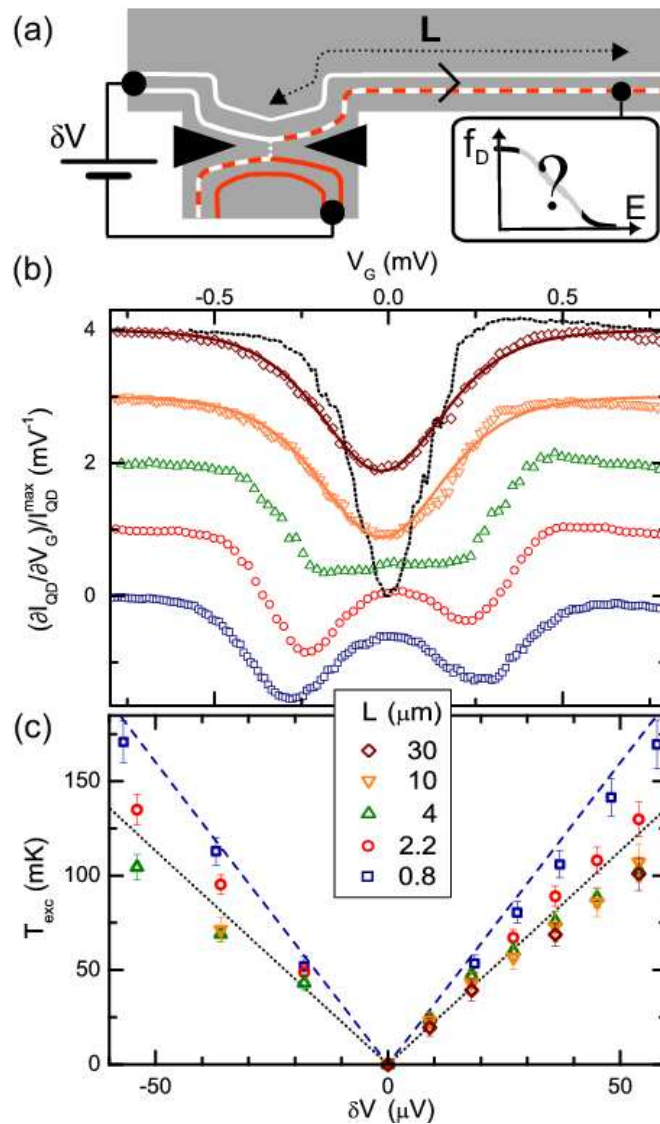 (a)
L
δV
f_D
?
E
(b)
V_G (mV)
-0.5 0.0 0.5
4
2
0
(∂I_QD/∂V_G)/I_QD^max (mV⁻¹)
L (μm)
30
10
4
2.2
0.8
(c)
150
100
50
0
T_exc (mK)
-50 0 50
δV (μV)